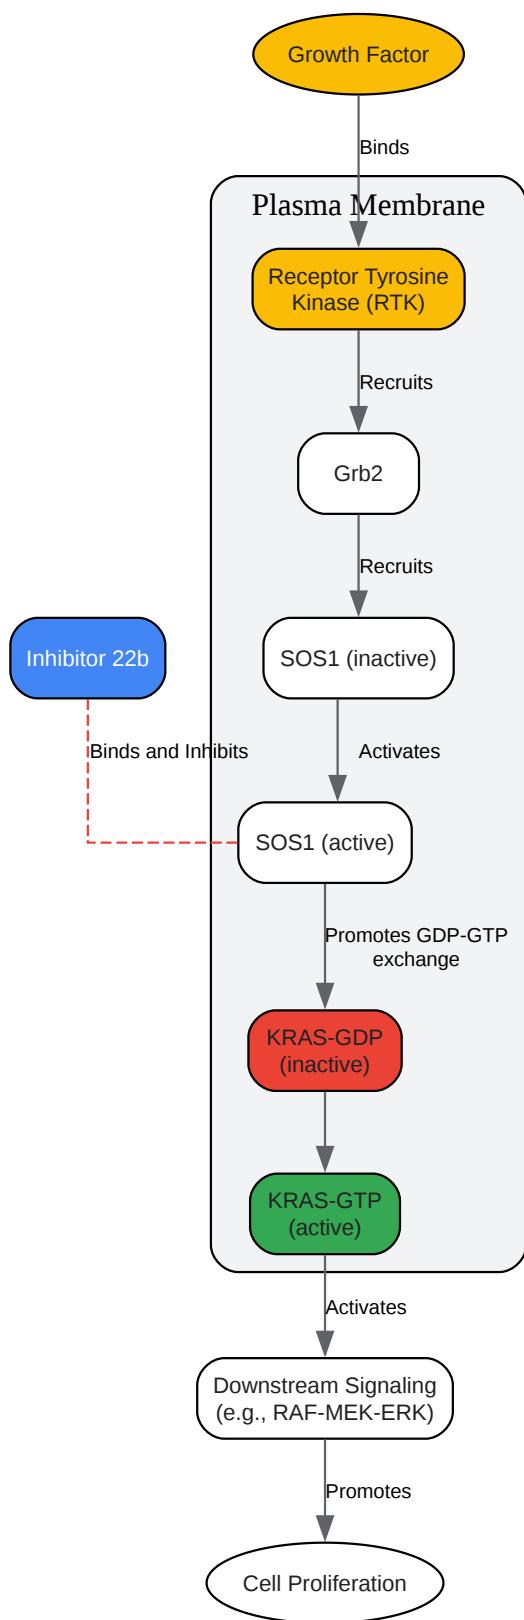 Growth Factor
Binds
Plasma Membrane
Receptor Tyrosine
Kinase (RTK)
Recruits
Grb2
Recruits
Inhibitor 22b
SOS1 (inactive)
Binds and Inhibits
Activates
SOS1 (active)
Promotes GDP-GTP
exchange
KRAS-GDP
(inactive)
KRAS-GTP
(active)
Activates
Downstream Signaling
(e.g., RAF-MEK-ERK)
Promotes
Cell Proliferation